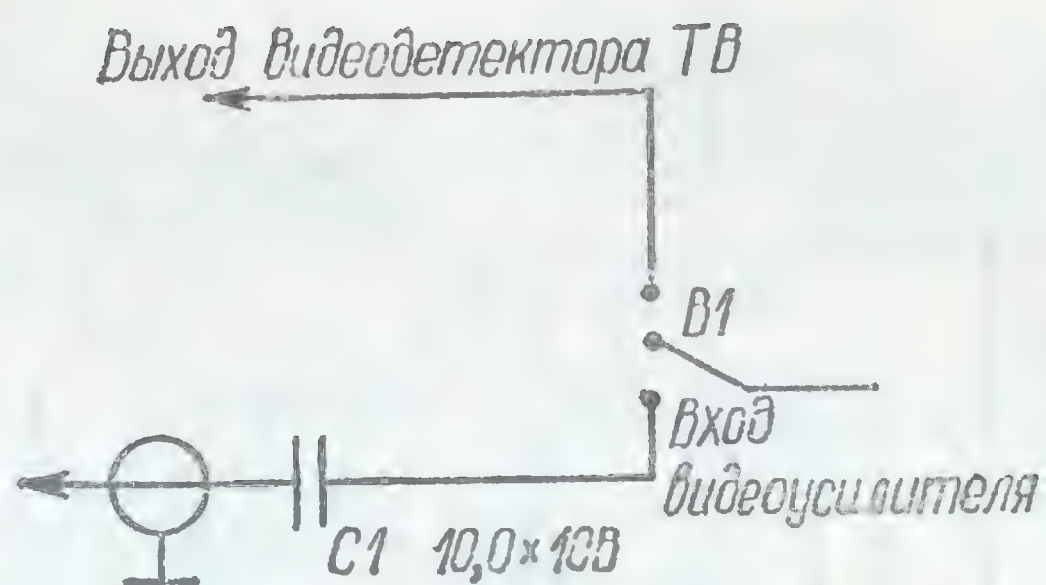 Выход видеодетектора ТВ
В1
Вход
видеоусилителя
С1 10,0×10В